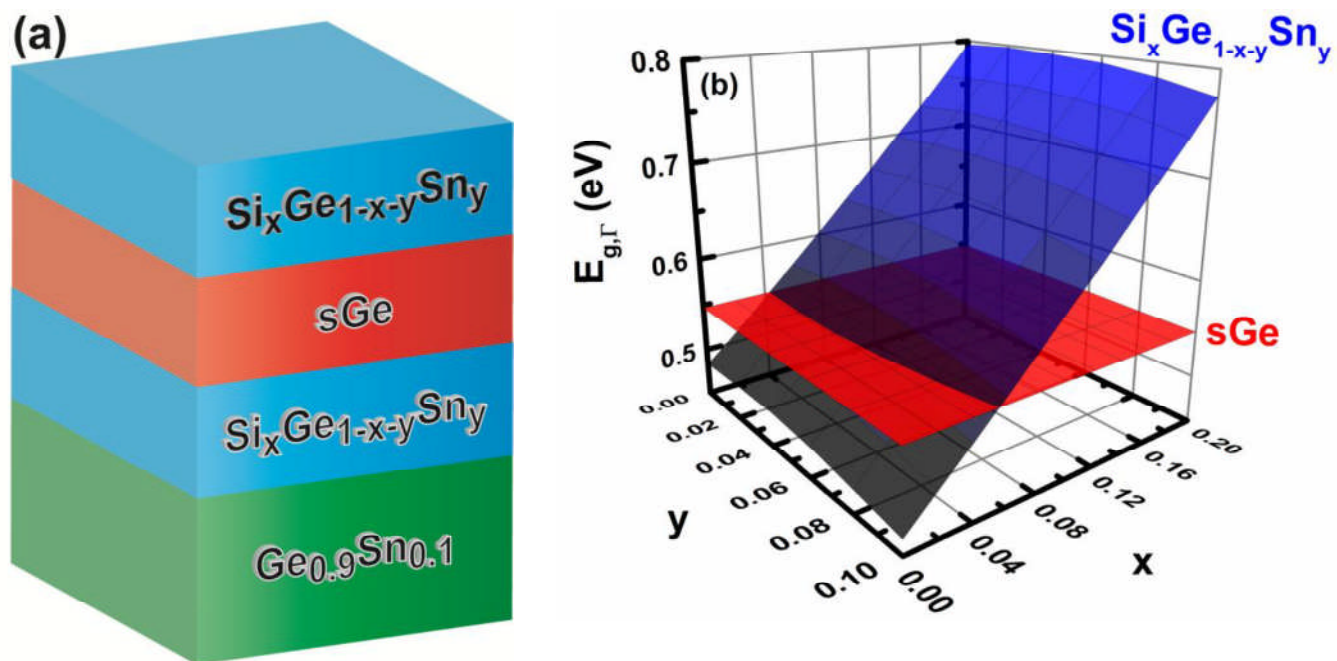 (a)
SixGe1-x-ySny
sGe
SixGe1-x-ySny
Ge0.9Sn0.1
(b)
SixGe1-x-ySny
sGe
Eg,Γ (eV)
0.8
0.7
0.6
0.5
0.00
0.02
0.04
0.06
0.08
0.10
y
0.00
0.04
0.08
0.12
0.16
0.20
x